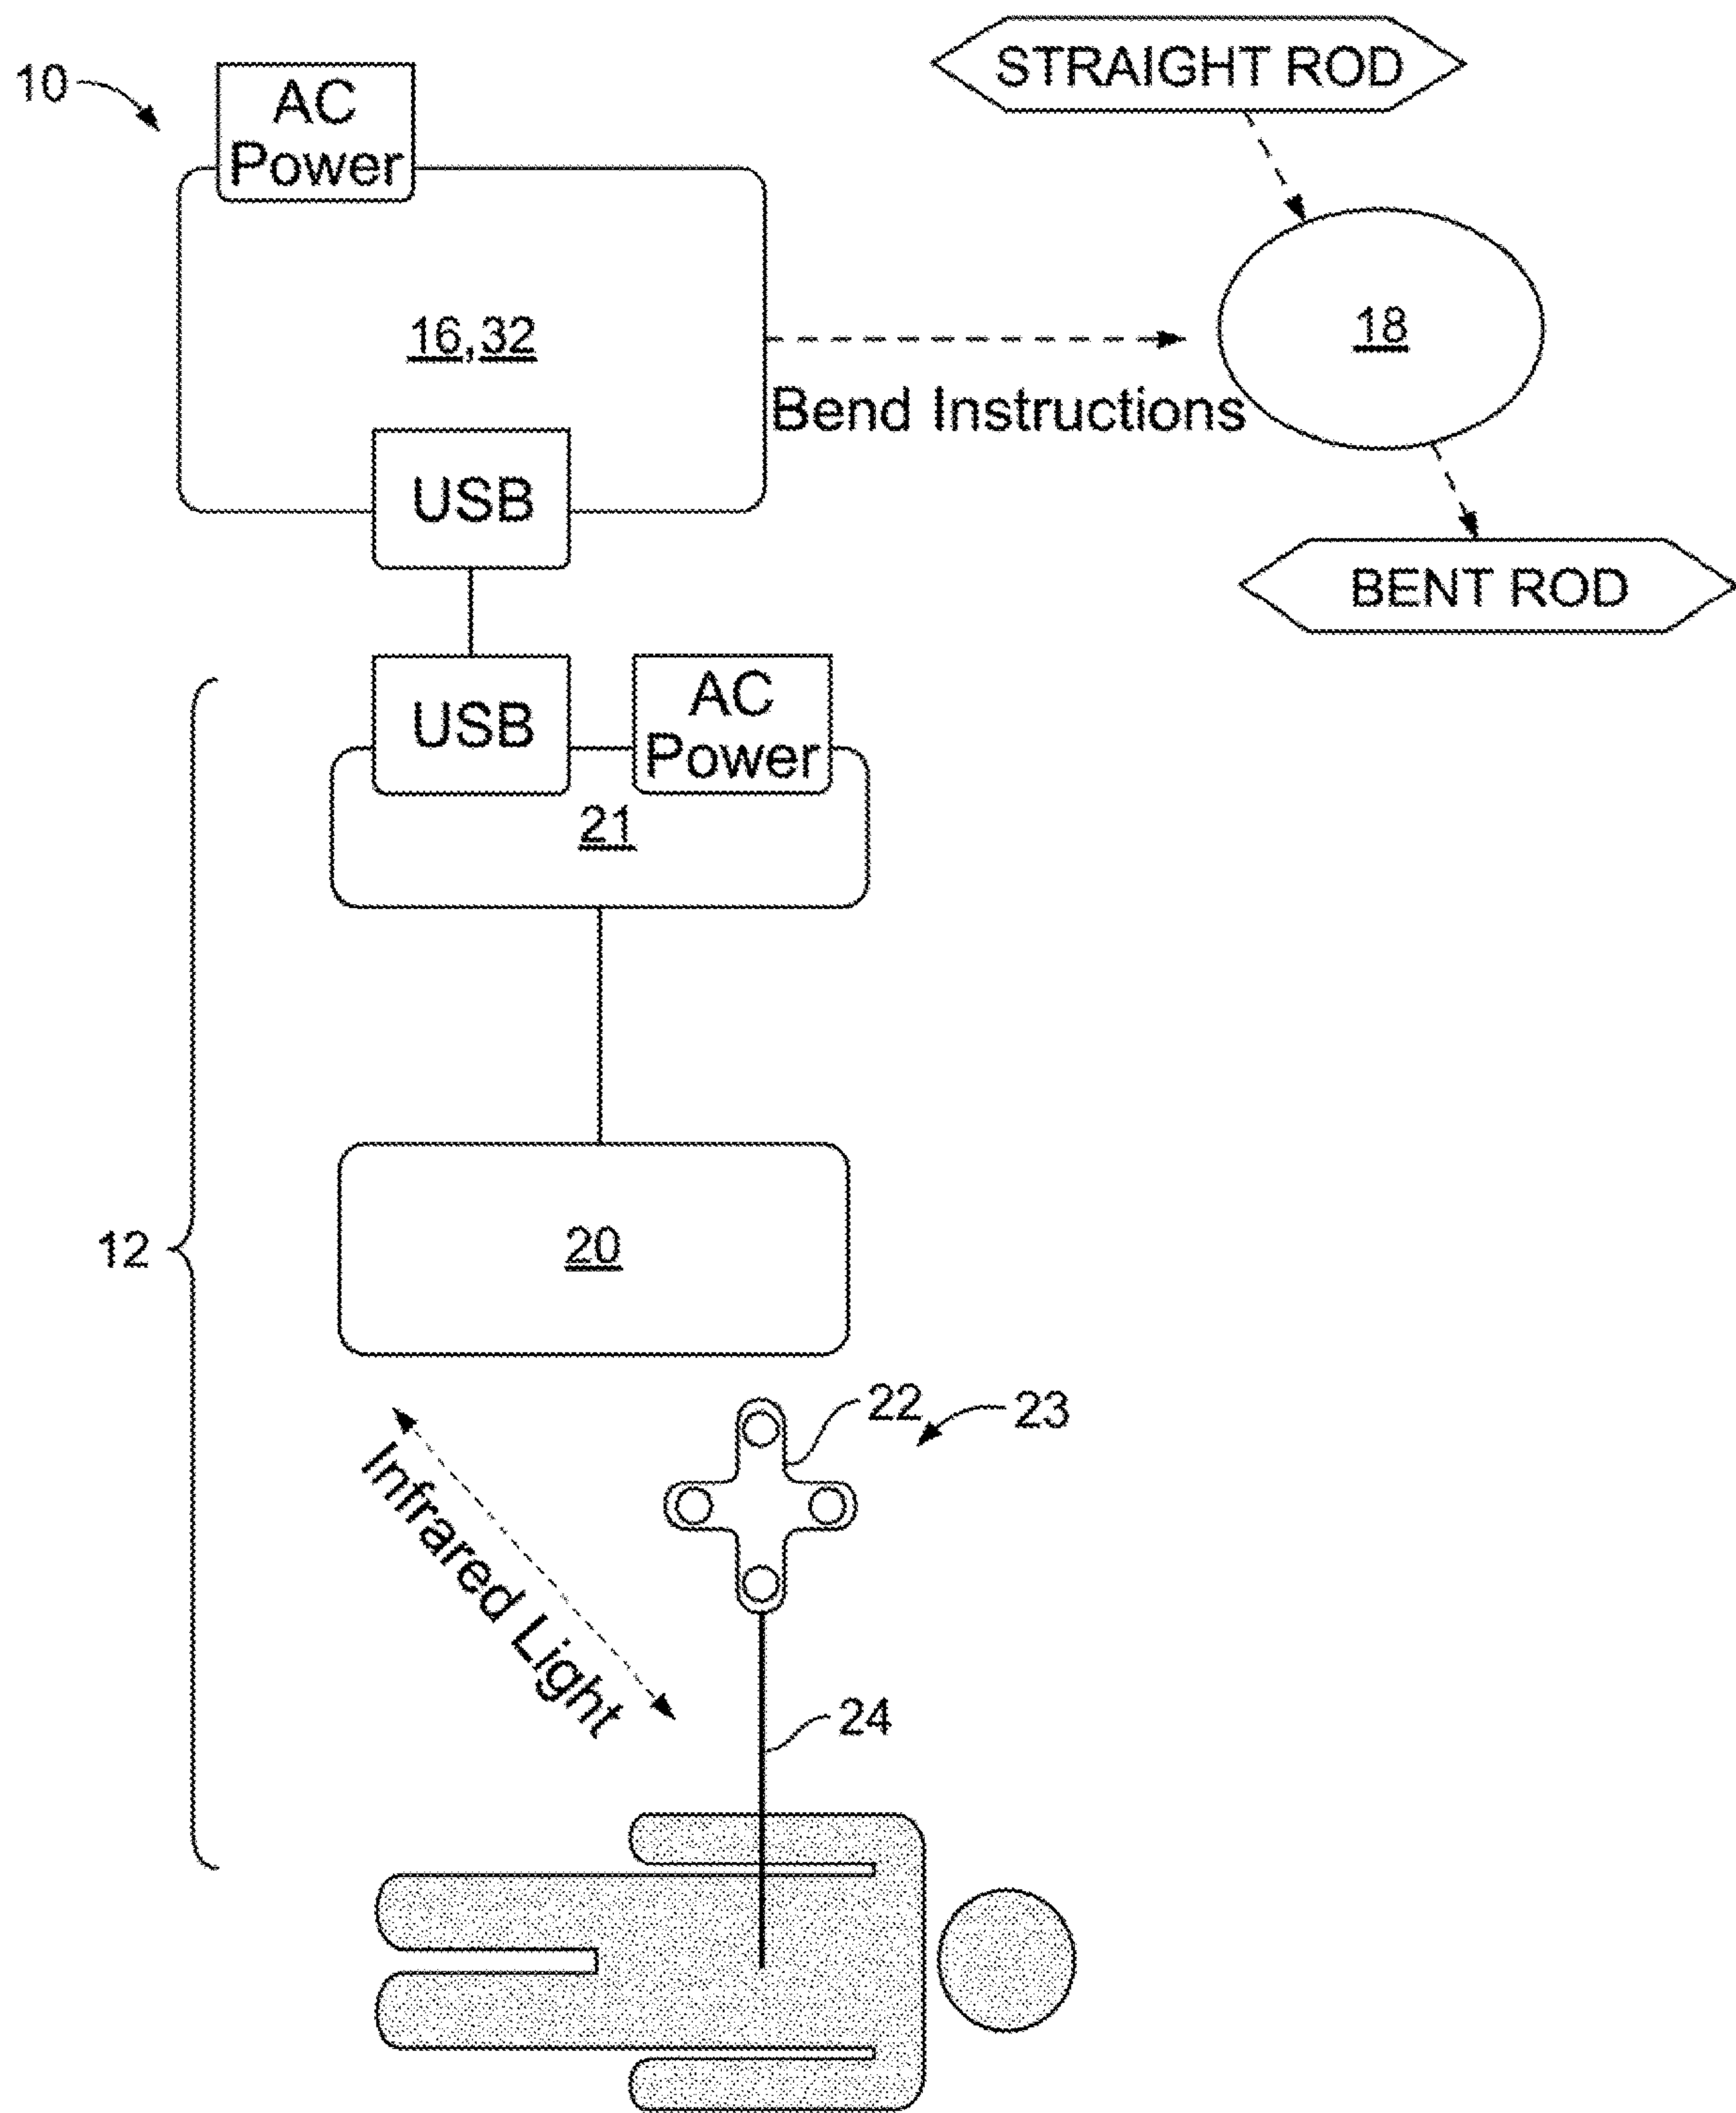 STRAIGHT ROD
10
AC
Power
16,32
18
Bend Instructions
USB
BENT ROD
USB
AC
Power
21
12
20
22
23
Infrared Light
24